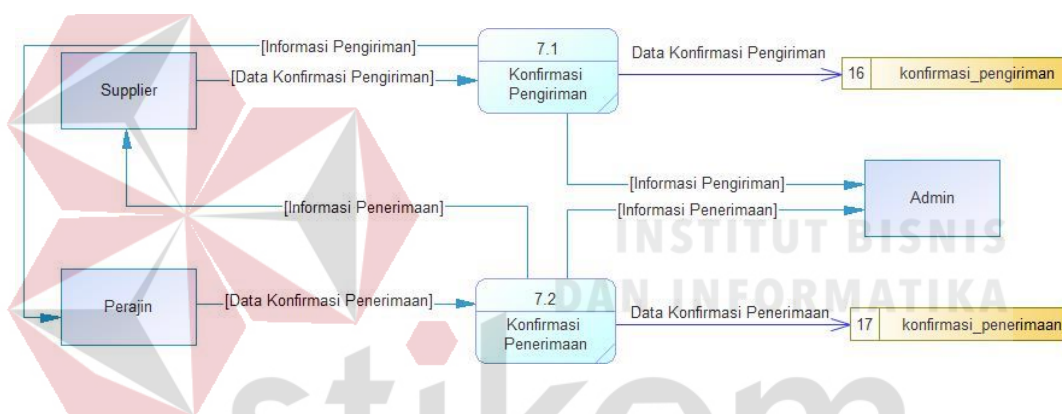 [Informasi Pengiriman]
7.1
Data Konfirmasi Pengiriman
Supplier
[Data Konfirmasi Pengiriman]
Konfirmasi
Pengiriman
16 konfirmasi_pengiriman
[Informasi Pengiriman]
Admin
[Informasi Penerimaan]
[Informasi Penerimaan]
INSTITUT BISNIS
DAN INFORMATIKA
Perajin
[Data Konfirmasi Penerimaan]
7.2
Konfirmasi
Penerimaan
Data Konfirmasi Penerimaan
17 konfirmasi_penerimaan
stikom